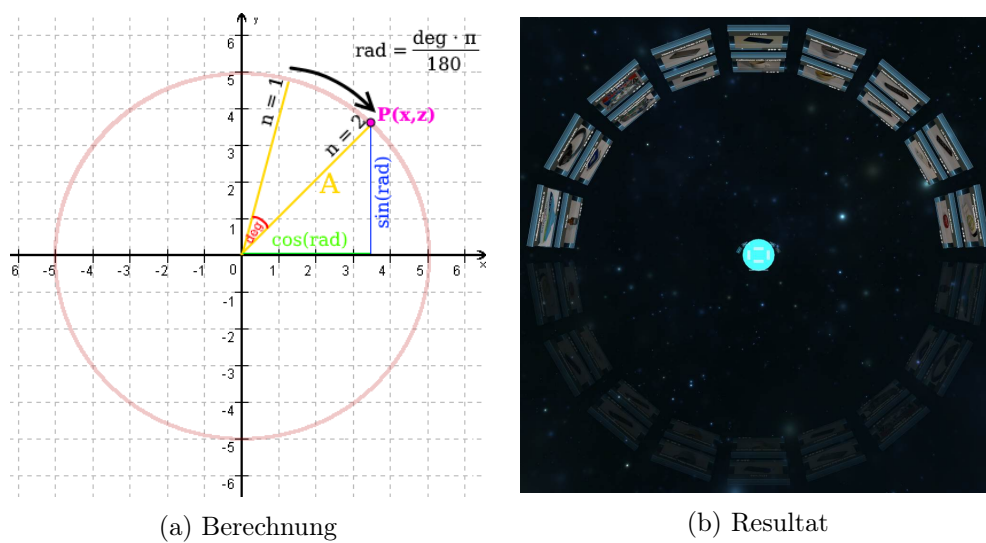 y
6
5
4
3
2
1
rad = deg · π
180
n = 1
n = 2
P(x,z)
A
sin(rad)
deg
cos(rad)
6 -5 -4 -3 -2 -1 0 1 2 3 4 5 6 x
-1
-2
-3
-4
-5
-6
(a) Berechnung
(b) Resultat